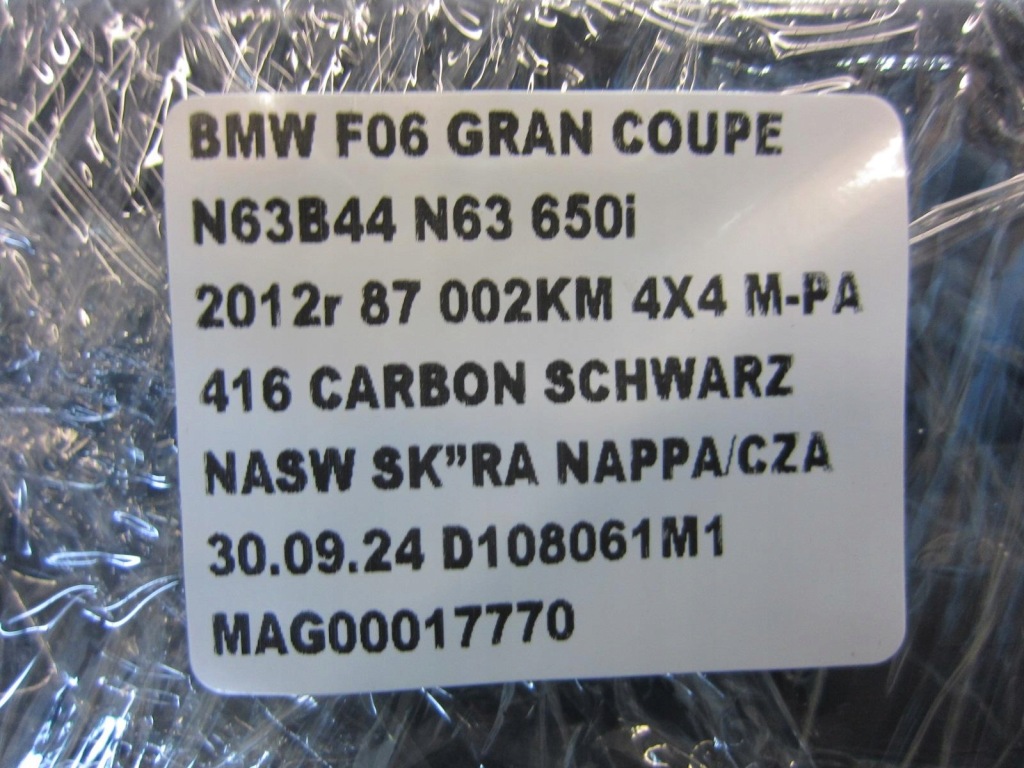 BMW F06 GRAN COUPE
N63B44 N63 650i
2012r 87 002KM 4X4 M-PA
416 CARBON SCHWARZ
NASW SK”RA NAPPA/CZA
30.09.24 D108061M1
MAG00017770